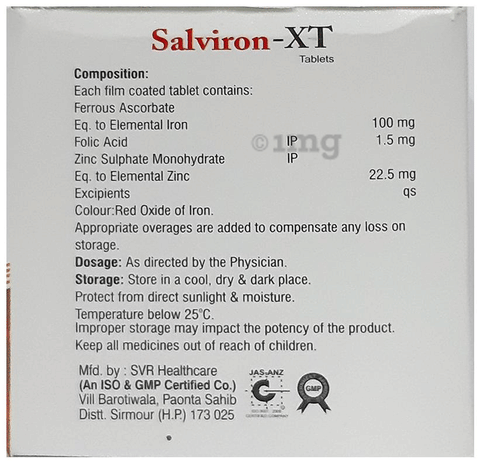 Salviron-XT
Tablets
Composition:
Each film coated tablet contains:
Ferrous Ascorbate
Eq. to Elemental Iron 100 mg
Folic Acid IP 1.5 mg
Zinc Sulphate Monohydrate IP
Eq. to Elemental Zinc 22.5 mg
Excipients qs
Colour:Red Oxide of Iron.
Appropriate overages are added to compensate any loss on
storage.
Dosage: As directed by the Physician.
Storage: Store in a cool, dry & dark place.
Protect from direct sunlight & moisture.
Temperature below 25°C.
Improper storage may impact the potency of the product.
Keep all medicines out of reach of children.
Mfd. by : SVR Healthcare
(An ISO & GMP Certified Co.)
Vill Barotiwala, Paonta Sahib
Distt. Sirmour (H.P.) 173 025
JAS-ANZ
CERTIFIED COMPANY
GMP
©1mg